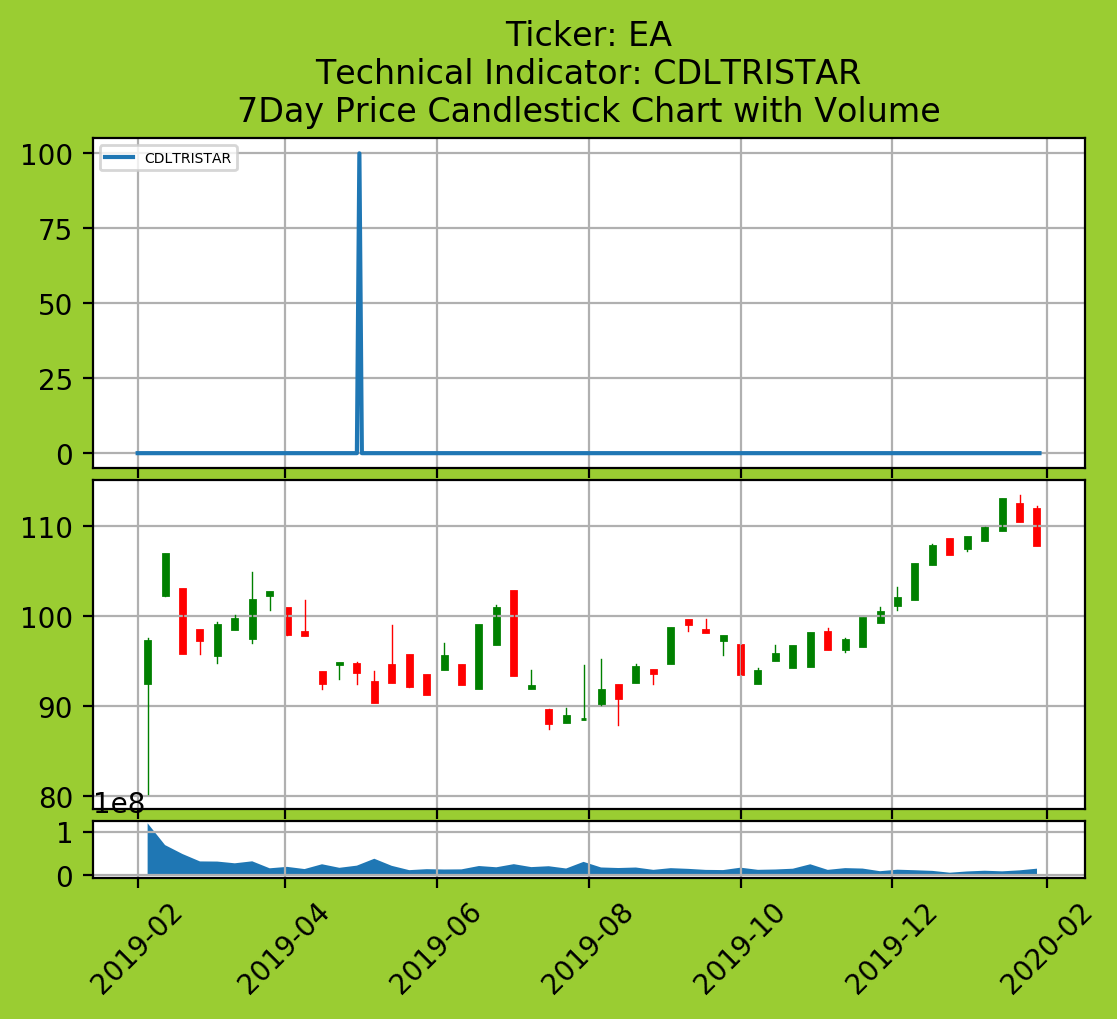 Ticker: EA
Technical Indicator: CDLTRISTAR
7Day Price Candlestick Chart with Volume
100
CDLTRISTAR
75
50
25
0
110
100
90
80
1e8
1
0
2019-02 2019-04 2019-06 2019-08 2019-10 2019-12 2020-02